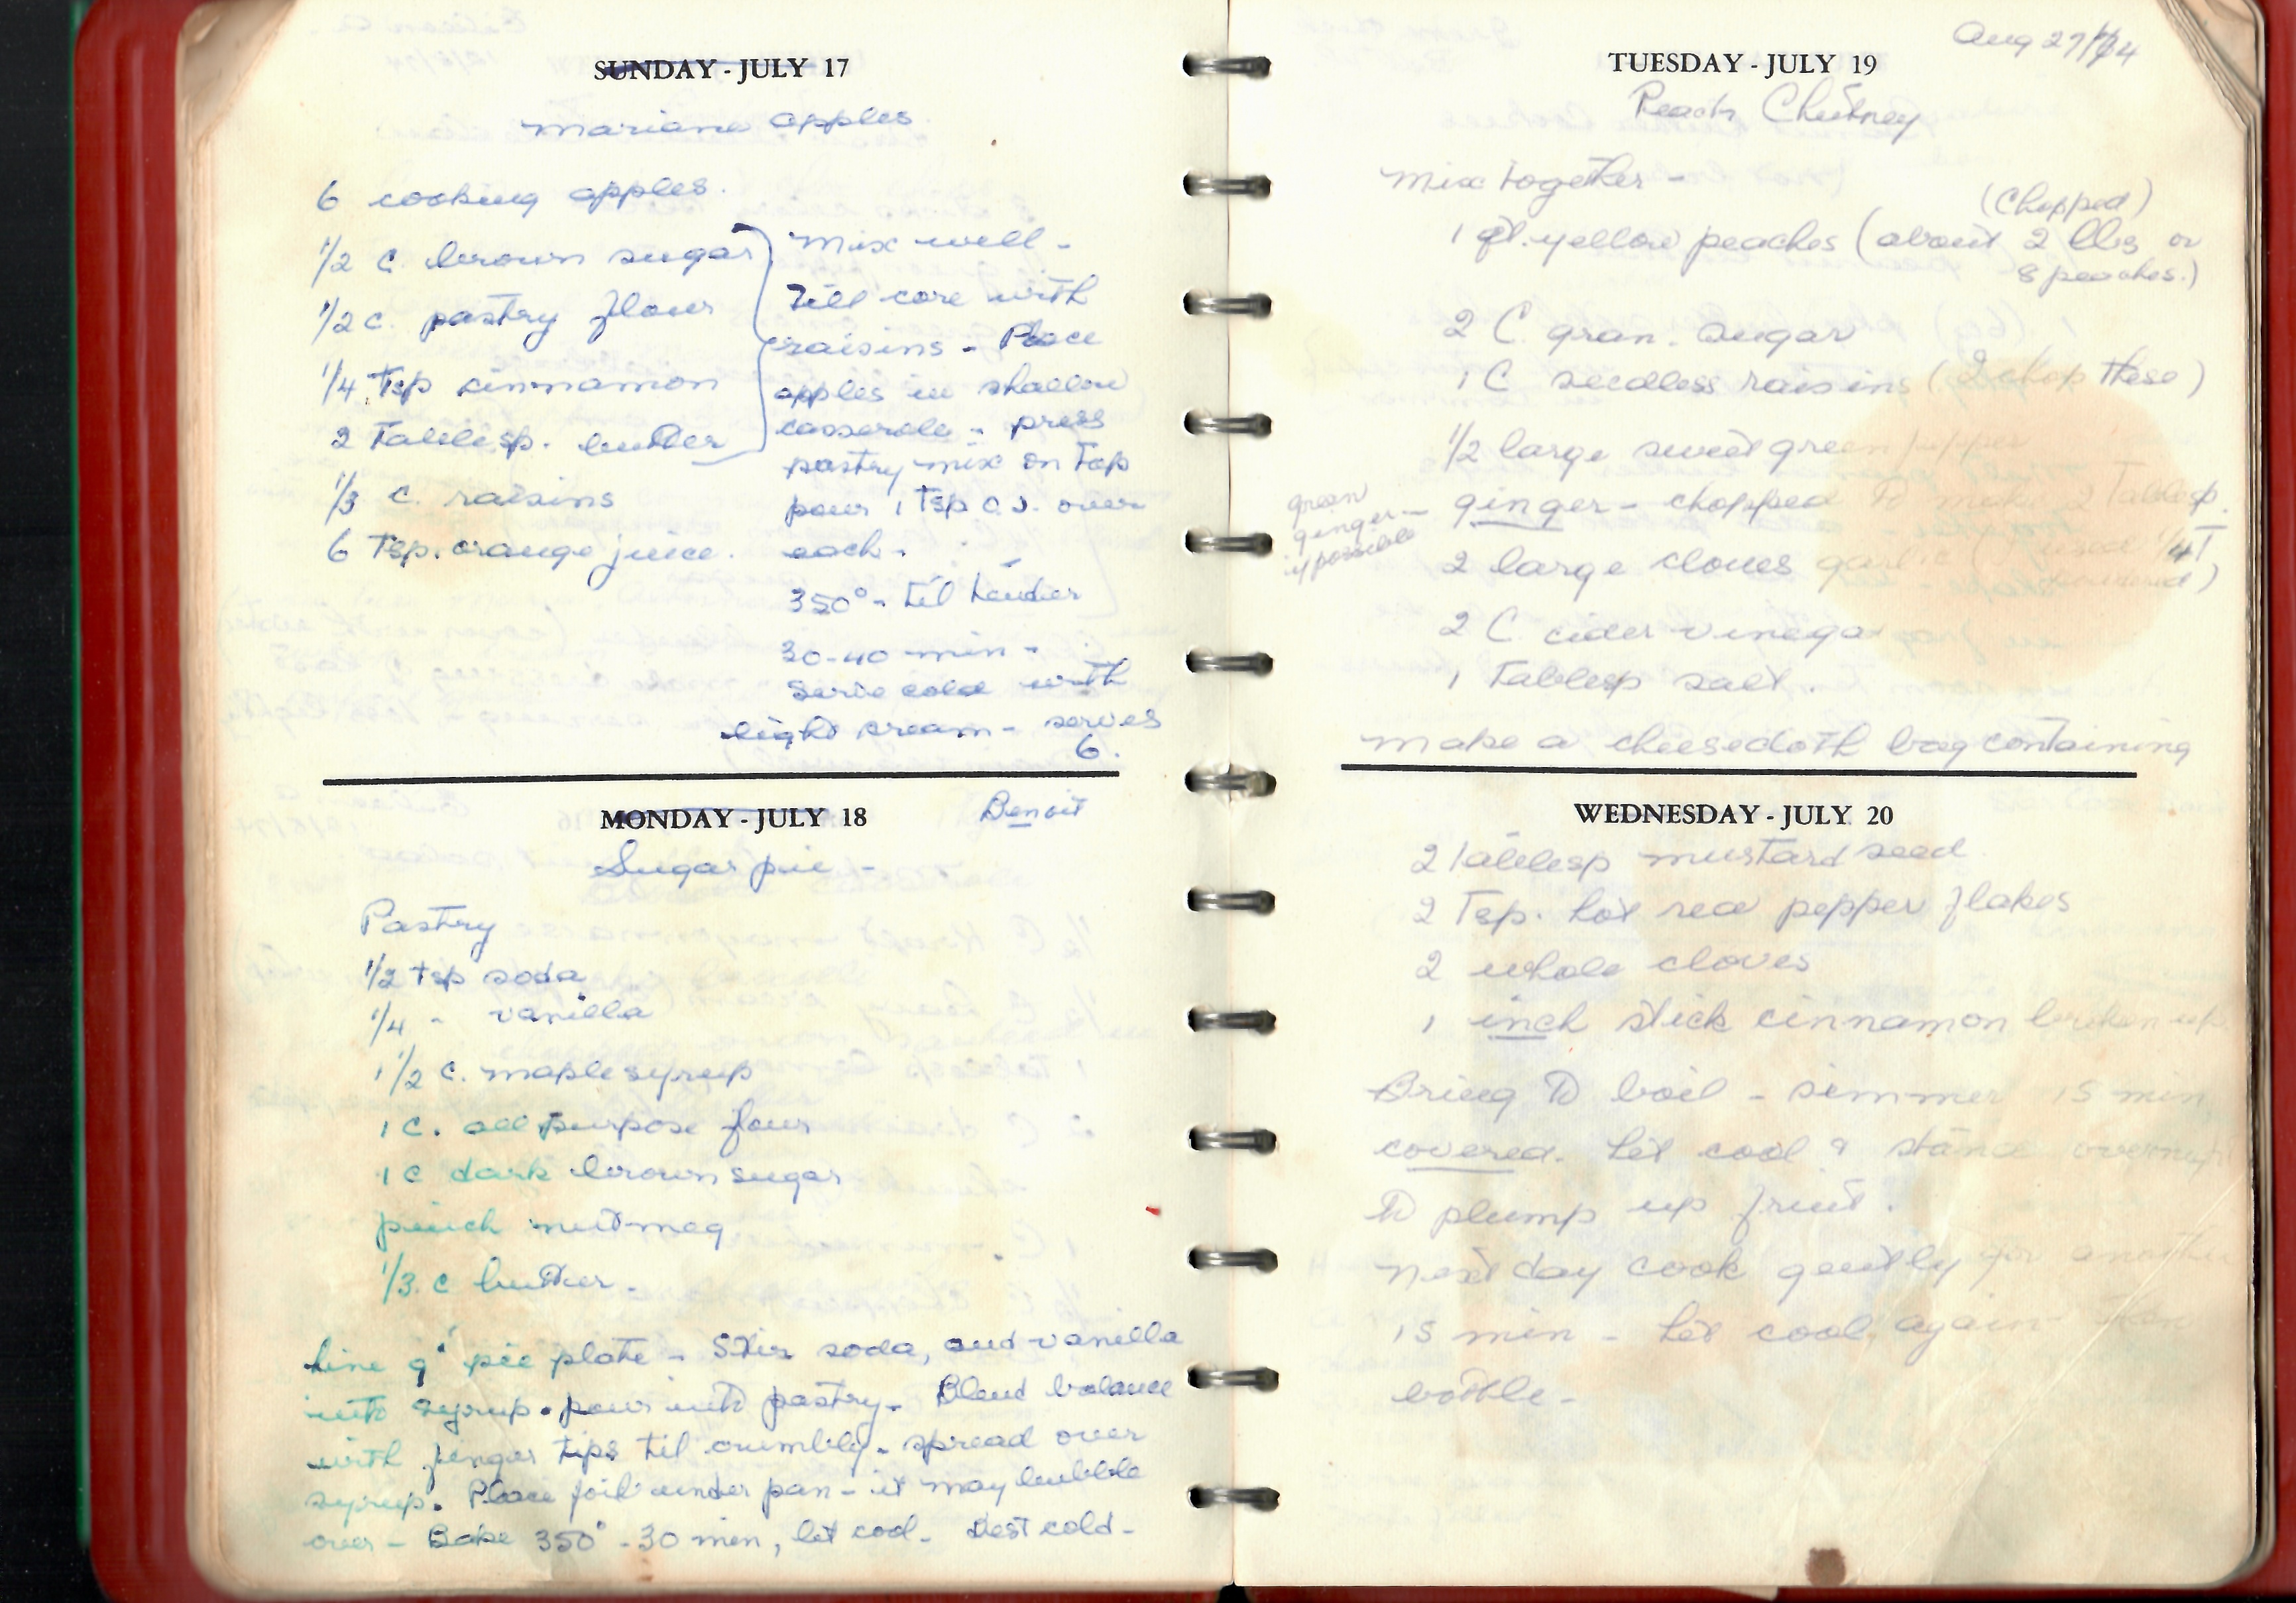 SUNDAY - JULY 17
Mariane apples.
6 cooking apples.
1/2 C. brown sugar
1/2 c. pastry flour
1/4 Tsp cinnamon
2 Tablesp. butter
1/3 C. raisins
6 Tsp. orange juice.
Mix well -
Fill core with
raisins - Place
apples in shallow
casserole - press
pastry mix on top
pour 1 Tsp O.J. over
each -
350° - til tender
30-40 min -
Serve cold with
light cream - serves
6.
MONDAY - JULY 18
Benoit
Sugar pie -
Pastry
1/2 tsp soda
1/4 " vanilla
1 1/2 C. maple syrup
1 C. all purpose flour
1 C dark brown sugar
pinch nutmeg
1/3 C butter.
Line 9" pie plate - Stir soda, and vanilla
into syrup. pour into pastry. Blend balance
with finger tips til crumbly - spread over
syrup. Place foil under pan - it may bubble
over - Bake 350° - 30 min, let cool - Best cold -
TUESDAY - JULY 19
Aug 27/74
Peach Chutney
Mix together -
(chopped)
1 qt. yellow peaches (about 2 lbs or
8 peaches.)
2 C. gran. sugar
1 C seedless raisins (I chop these)
1/2 large sweet green pepper
green
ginger -
if possible
ginger - chopped to make 2 Tablesp.
2 large cloves garlic (I used 1/4 T
powdered)
2 C cider vinegar
1 Tablesp salt.
Make a cheesecloth bag containing
WEDNESDAY - JULY 20
2 Tablesp mustard seed
2 Tsp. hot red pepper flakes
2 whole cloves
1 inch stick cinnamon broken up
Bring to boil - simmer 15 min
covered. Let cool & stand overnight
to plump up fruit.
Next day cook gently for another
15 min - Let cool again then
bottle -